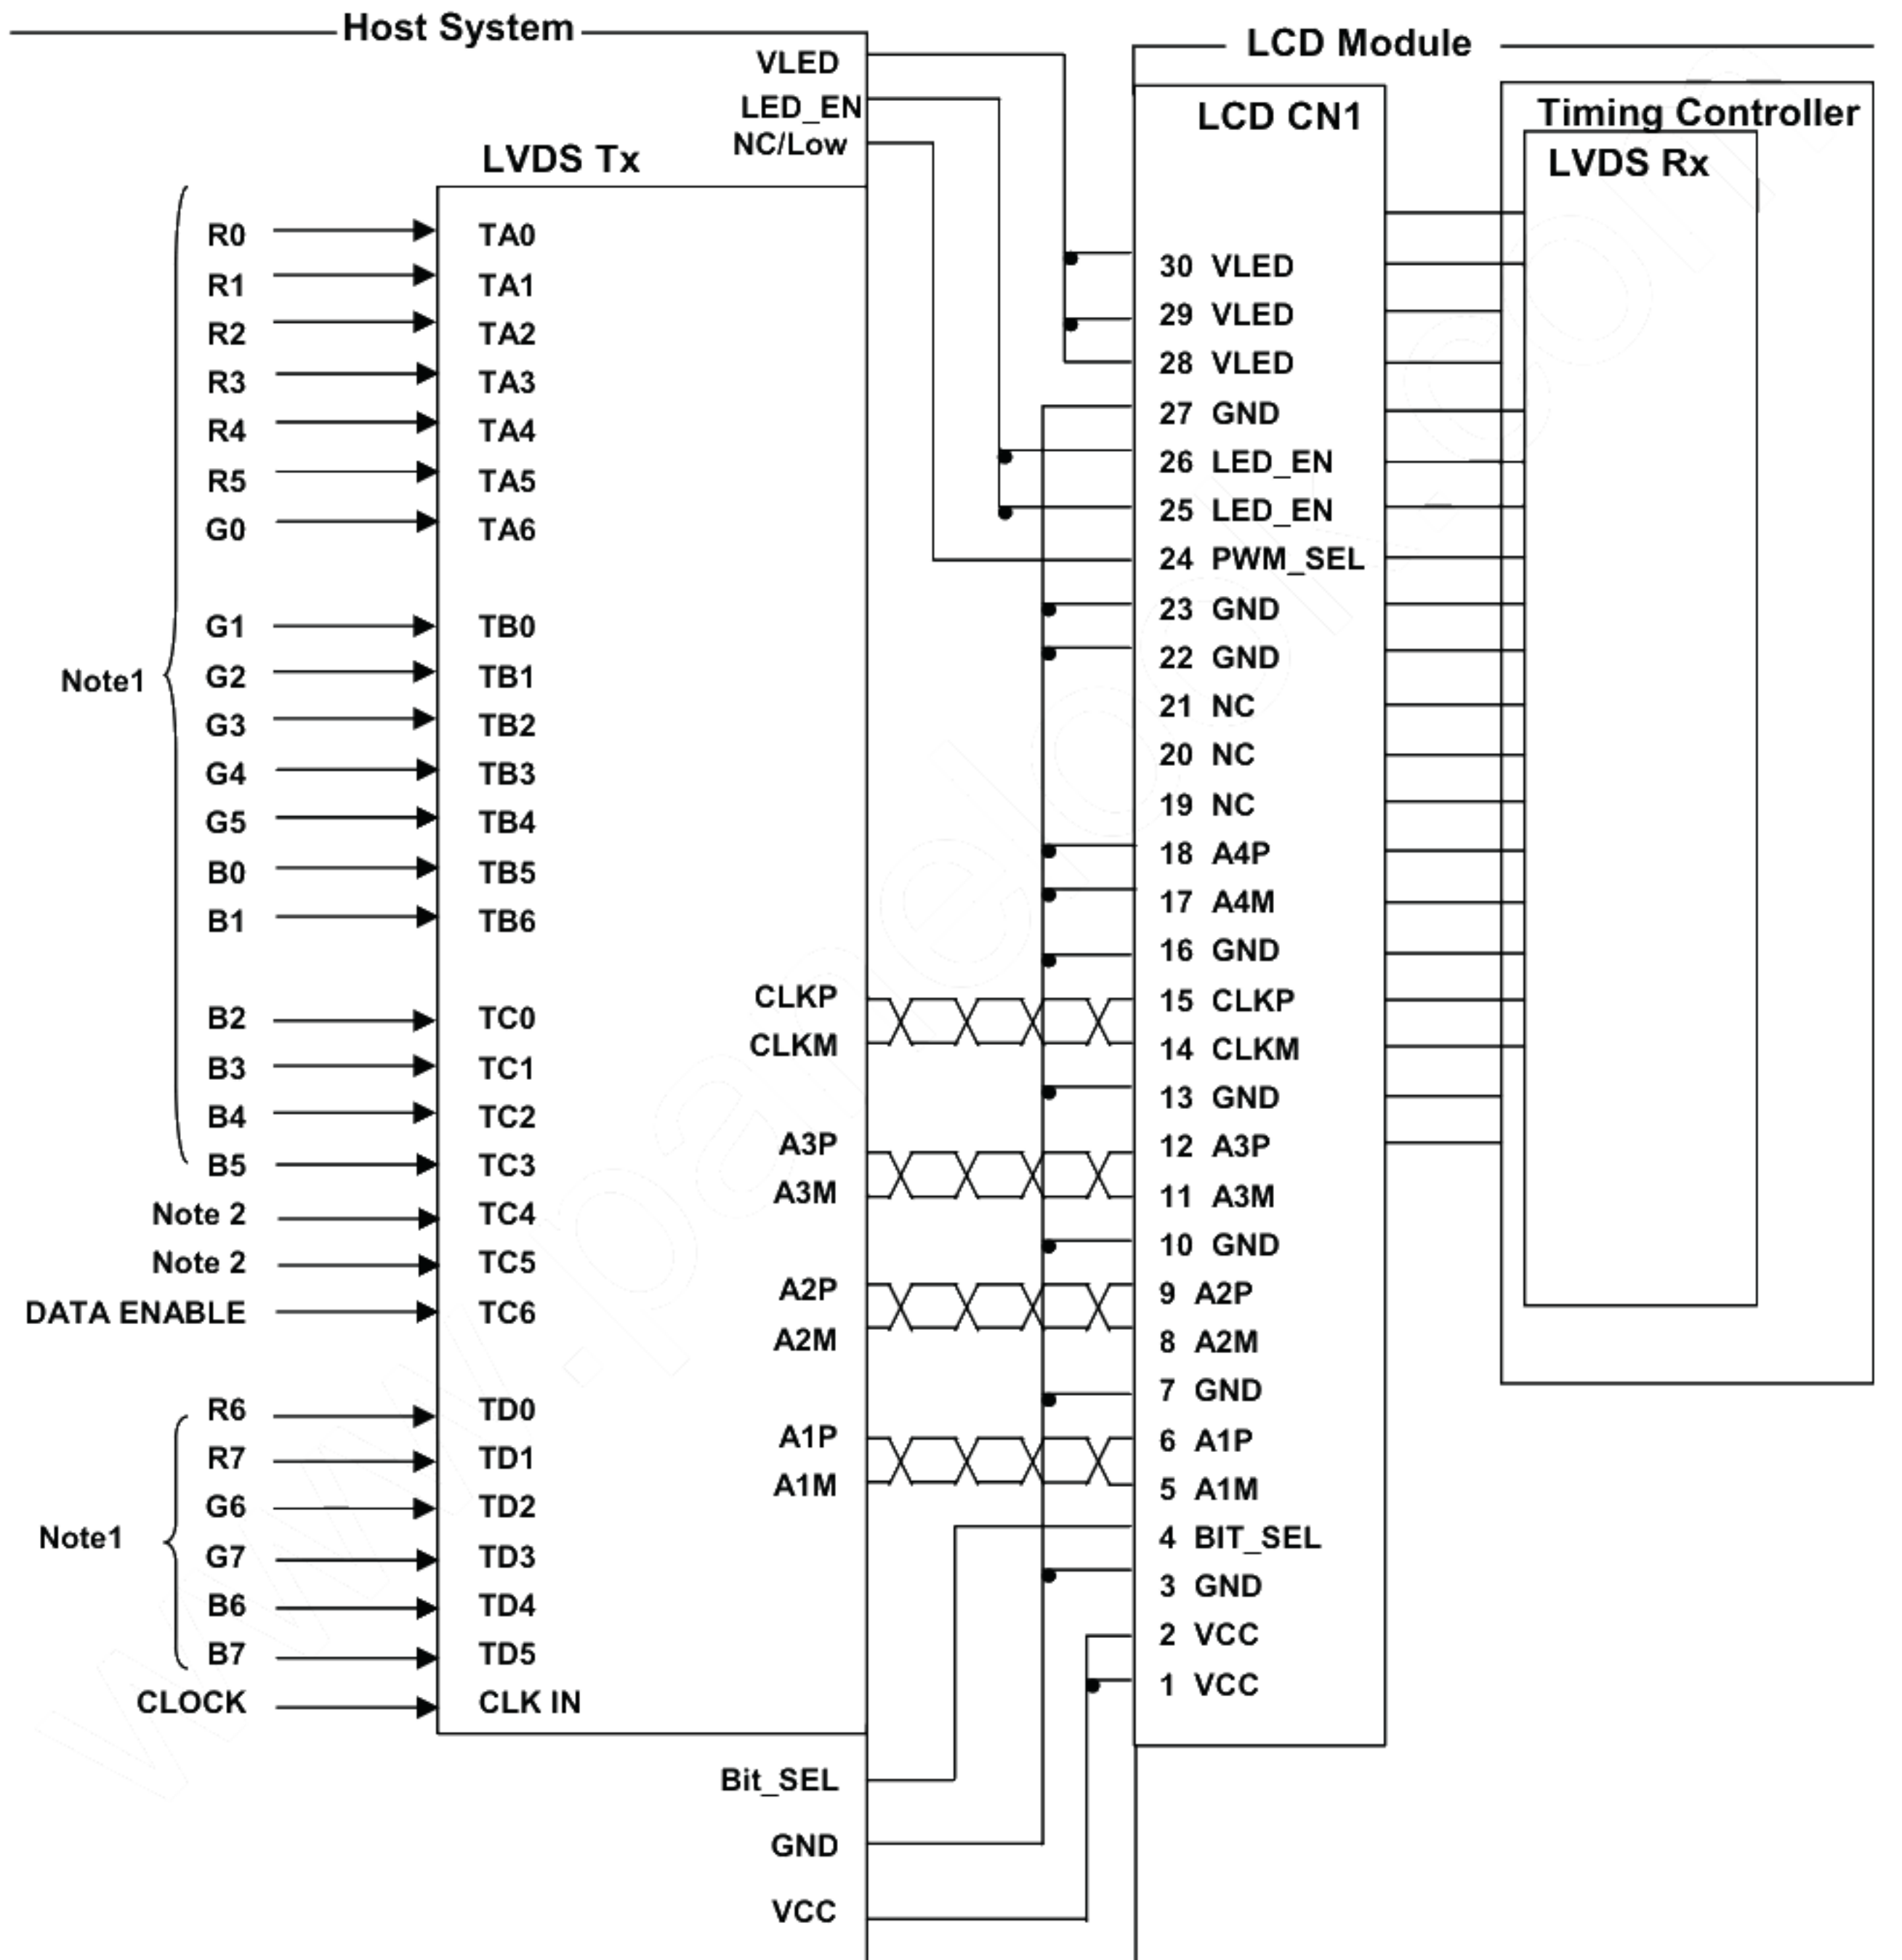 Host System
LCD Module
VLED
LED_EN
NC/Low
LVDS Tx
LCD CN1
Timing Controller
LVDS Rx
R0 TA0
R1 TA1
R2 TA2
R3 TA3
R4 TA4
R5 TA5
G0 TA6
G1 TB0
Note1
G2 TB1
G3 TB2
G4 TB3
G5 TB4
B0 TB5
B1 TB6
B2 TC0
B3 TC1
B4 TC2
B5 TC3
Note 2 TC4
Note 2 TC5
DATA ENABLE TC6
R6 TD0
R7 TD1
G6 TD2
Note1
G7 TD3
B6 TD4
B7 TD5
CLOCK CLK IN
CLKP
CLKM
A3P
A3M
A2P
A2M
A1P
A1M
Bit_SEL
GND
VCC
30 VLED
29 VLED
28 VLED
27 GND
26 LED_EN
25 LED_EN
24 PWM_SEL
23 GND
22 GND
21 NC
20 NC
19 NC
18 A4P
17 A4M
16 GND
15 CLKP
14 CLKM
13 GND
12 A3P
11 A3M
10 GND
9 A2P
8 A2M
7 GND
6 A1P
5 A1M
4 BIT_SEL
3 GND
2 VCC
1 VCC